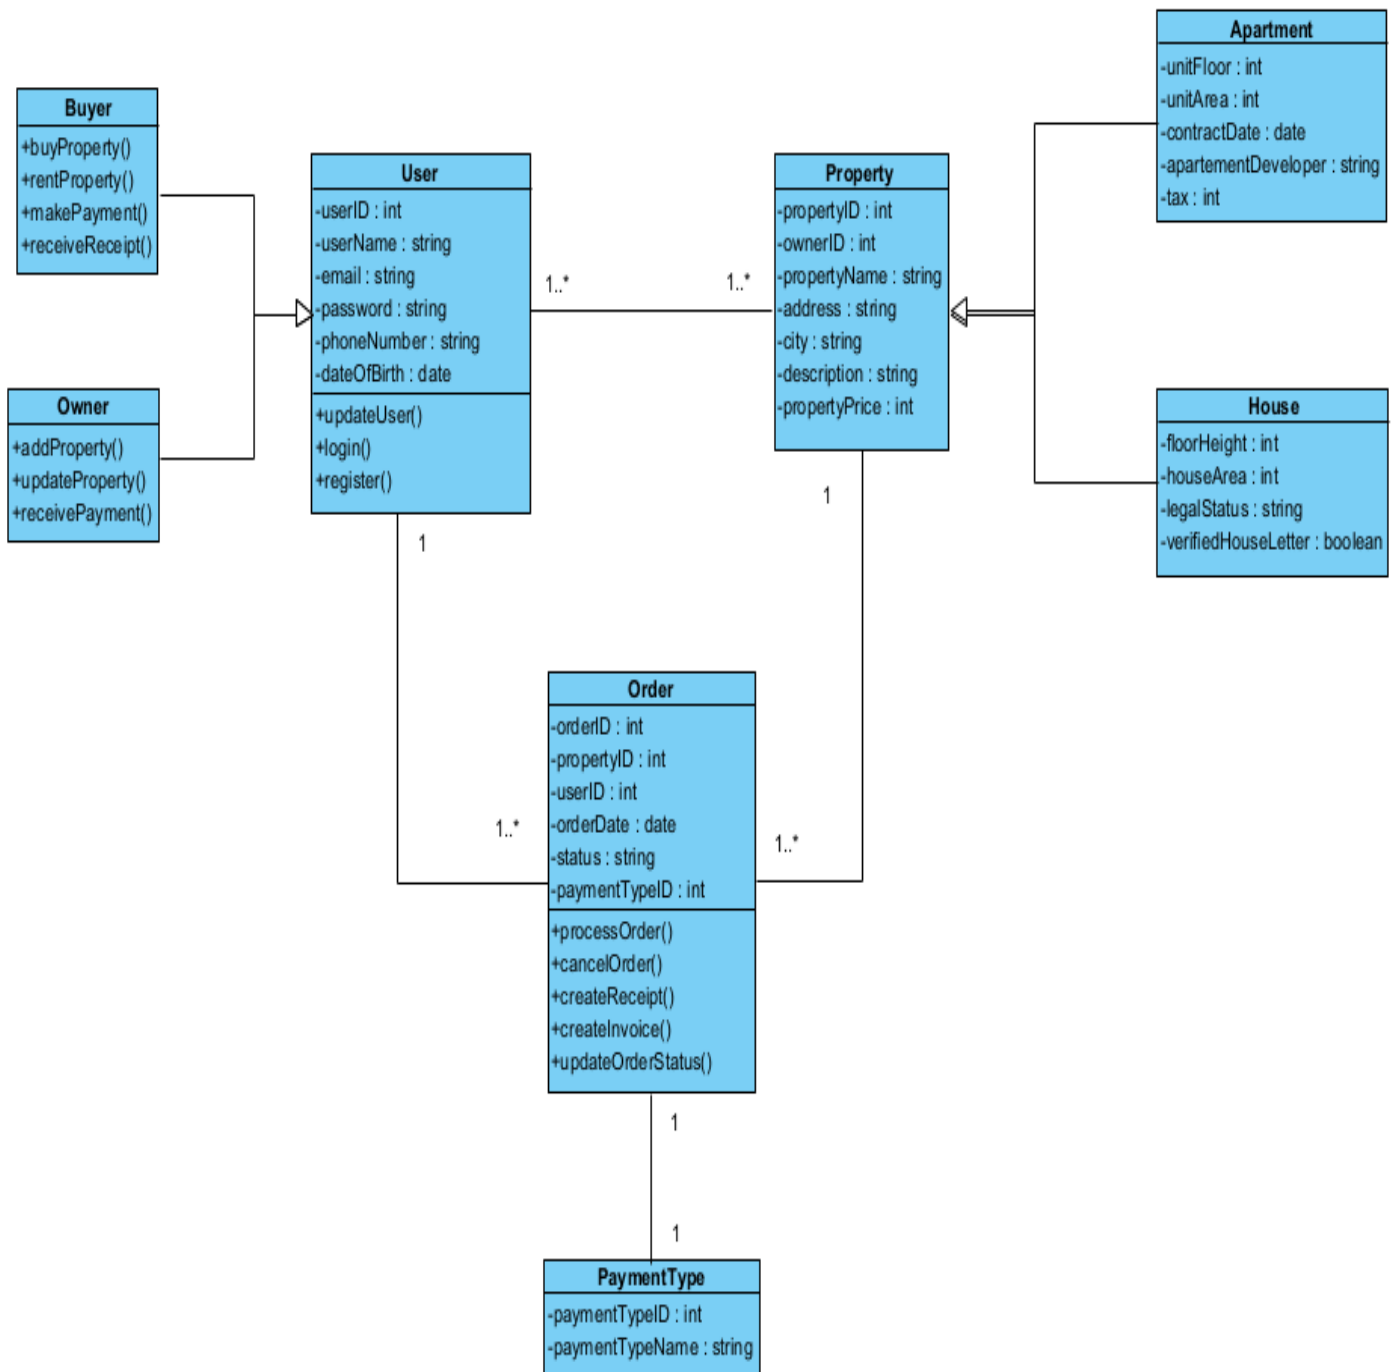 Apartment
-unitFloor : int
-unitArea : int
-contractDate : date
-apartementDeveloper : string
-tax : int
Buyer
+buyProperty()
+rentProperty()
+makePayment()
+receiveReceipt()
User
-userID : int
-userName : string
-email : string
-password : string
-phoneNumber : string
-dateOfBirth : date
+updateUser()
+login()
+register()
Property
-propertyID : int
-ownerID : int
-propertyName : string
-address : string
-city : string
-description : string
-propertyPrice : int
1..*
1..*
Owner
+addProperty()
+updateProperty()
+receivePayment()
House
-floorHeight : int
-houseArea : int
-legalStatus : string
-verifiedHouseLetter : boolean
1
1
Order
-orderID : int
-propertyID : int
-userID : int
-orderDate : date
-status : string
-paymentTypeID : int
+processOrder()
+cancelOrder()
+createReceipt()
+createInvoice()
+updateOrderStatus()
1..*
1..*
1
1
PaymentType
-paymentTypeID : int
-paymentTypeName : string